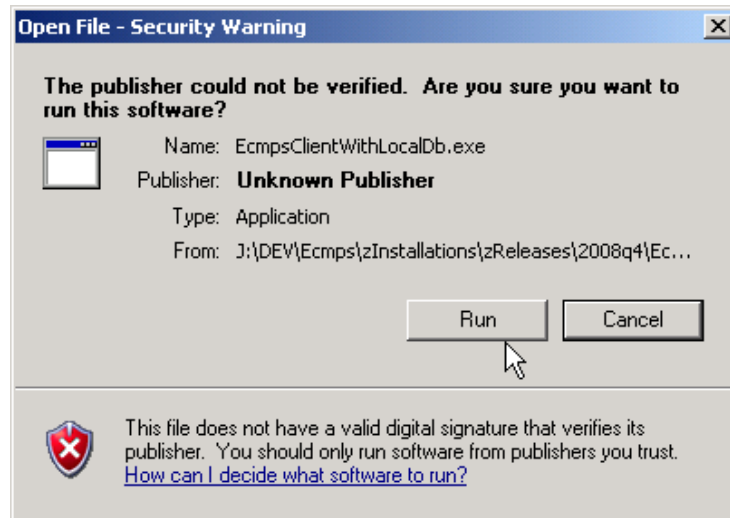 Open File - Security Warning
The publisher could not be verified. Are you sure you want to
run this software?
Name: EcmpsClientWithLocalDb.exe
Publisher: Unknown Publisher
Type: Application
From: J:\DEV\Ecmps\zInstallations\zReleases\2008q4\Ec...
Run Cancel
This file does not have a valid digital signature that verifies its
publisher. You should only run software from publishers you trust.
How can I decide what software to run?